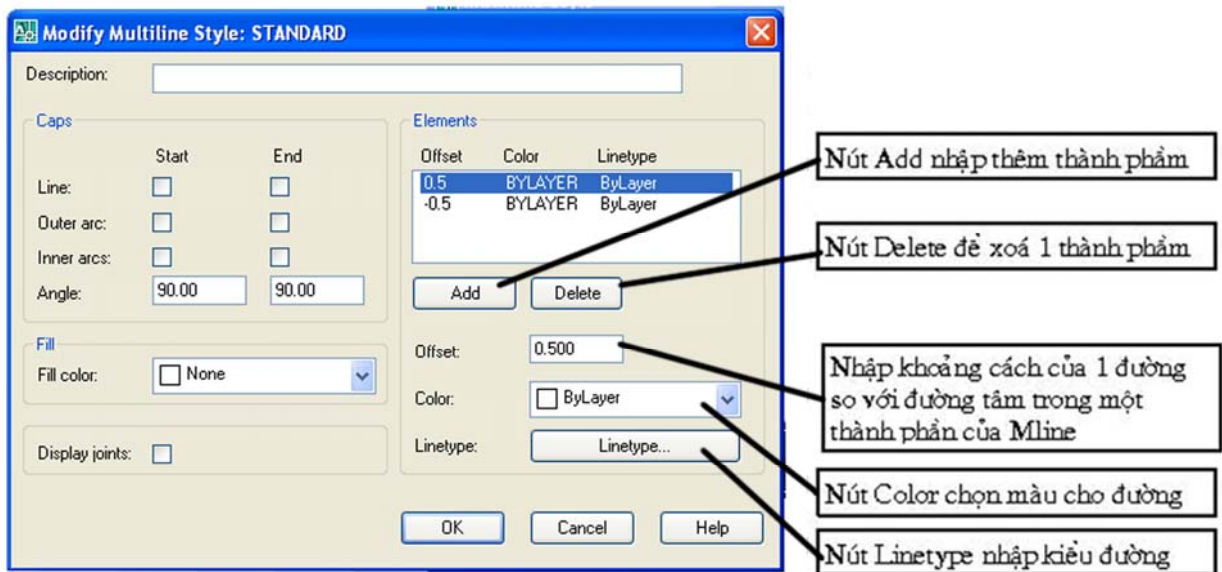 Modify Multiline Style: STANDARD
Description:
Caps
Start End
Line:
Outer arc:
Inner arcs:
Angle: 90.00 90.00
Fill
Fill color: None
Display joints:
Elements
Offset Color Linetype
0.5 BYLAYER ByLayer
-0.5 BYLAYER ByLayer
Add Delete
Offset: 0.500
Color: ByLayer
Linetype: Linetype...
OK Cancel Help
Nút Add nhập thêm thành phẩm
Nút Delete để xoá 1 thành phẩm
Nhập khoảng cách của 1 đường
so với đường tâm trong một
thành phần của Mline
Nút Color chọn màu cho đường
Nút Linetype nhập kiểu đường